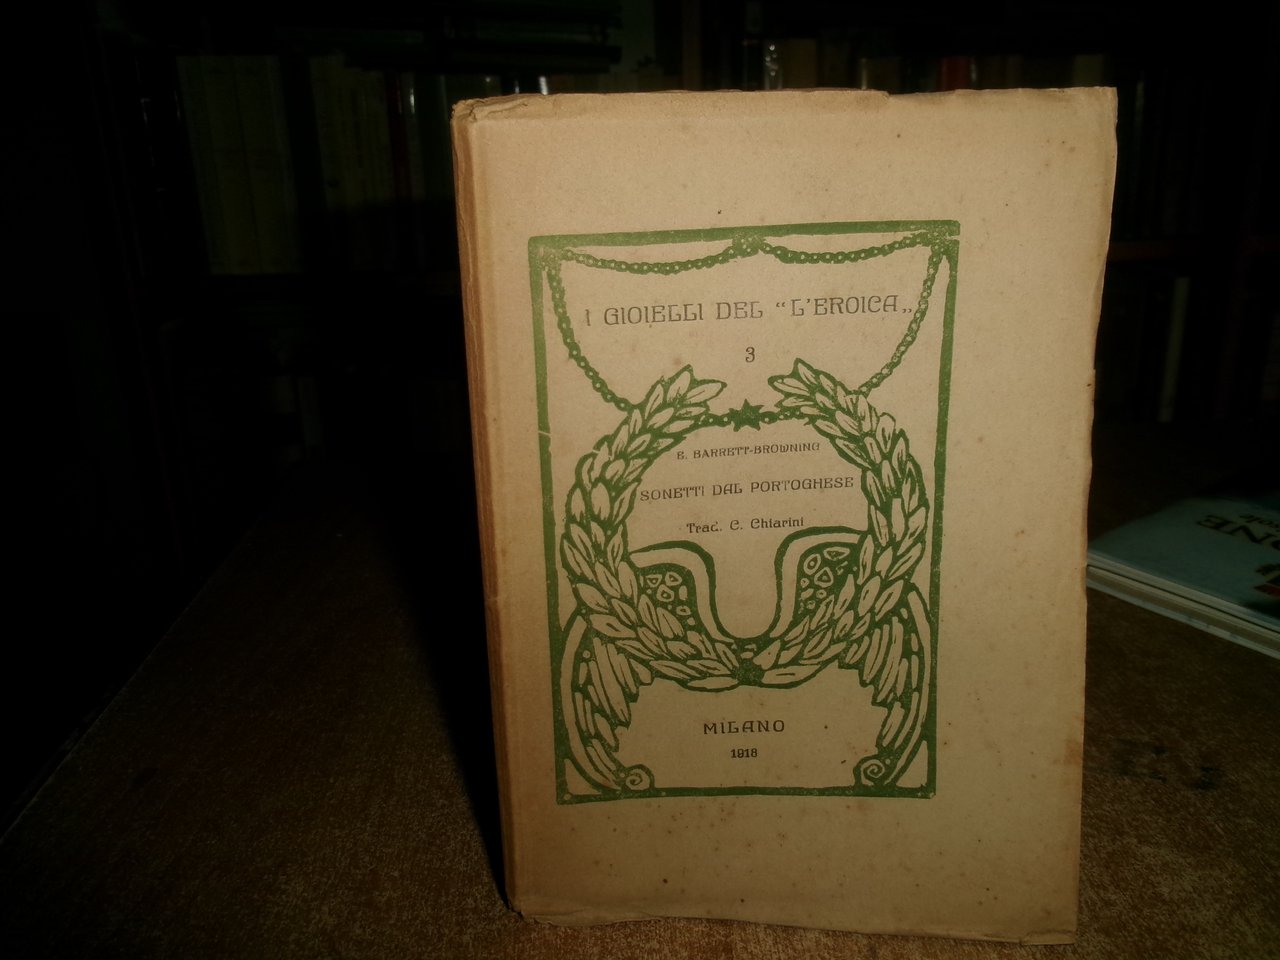 I GIOIELLI DEL “L'EROICA„
3
E. BARRETT-BROWNING
SONETTI DAL PORTOGHESE
Trad. C. Chiarini
MILANO
1918